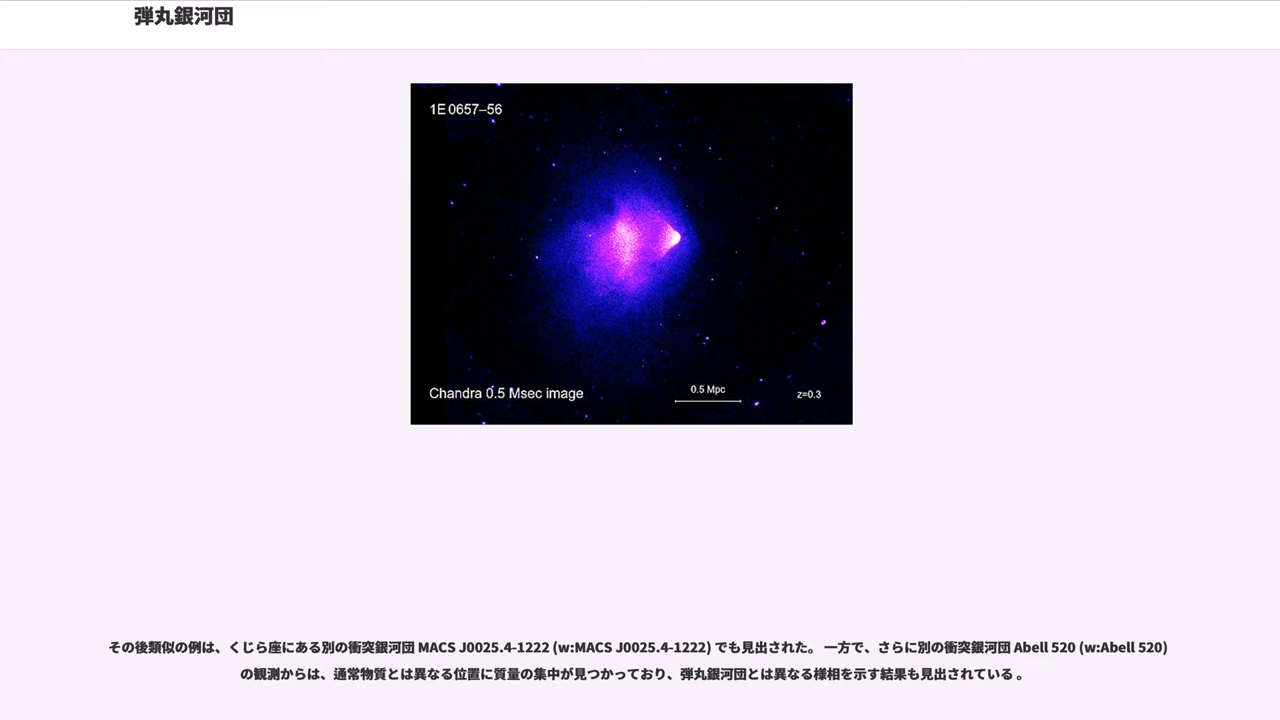 弾丸銀河団
1E 0657–56
Chandra 0.5 Msec image
0.5 Mpc
z=0.3
その後類似の例は、くじら座にある別の衝突銀河団 MACS J0025.4-1222 (w:MACS J0025.4-1222) でも見出された。 一方で、さらに別の衝突銀河団 Abell 520 (w:Abell 520)
の観測からは、通常物質とは異なる位置に質量の集中が見つかっており、弾丸銀河団とは異なる様相を示す結果も見出されている 。